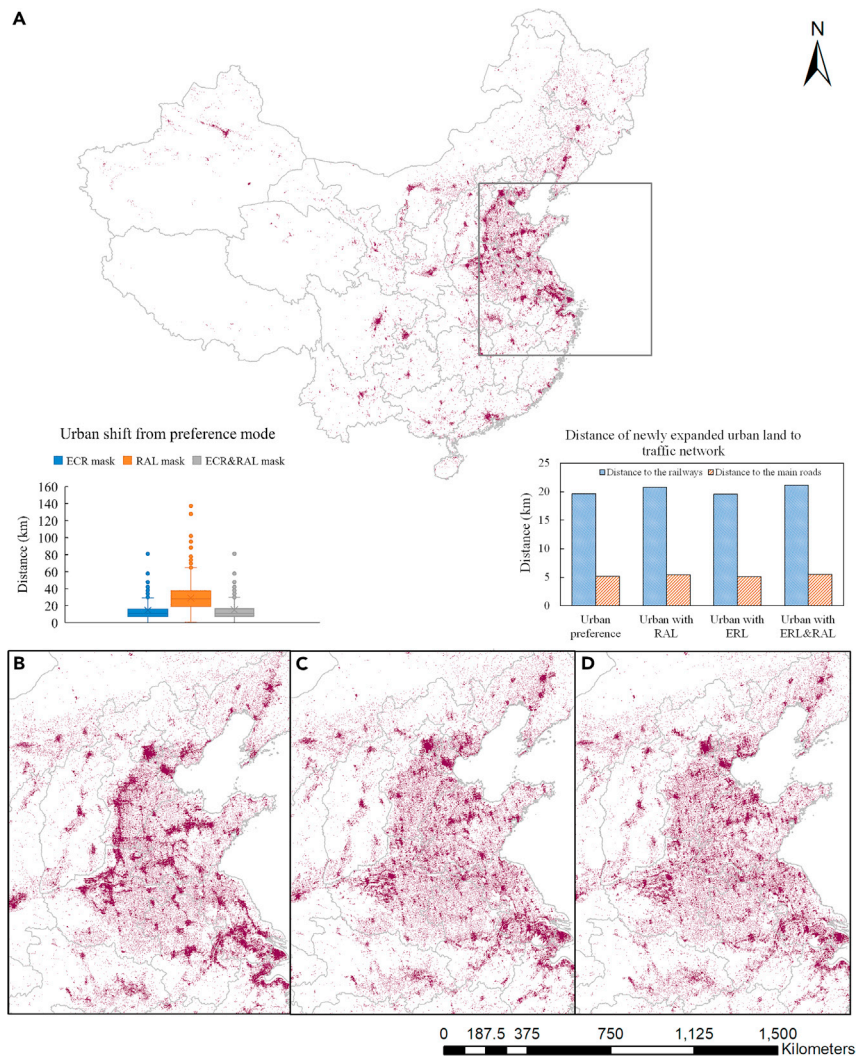 A
N
Urban shift from preference mode
ECR mask RAL mask ECR&RAL mask
160
140
120
100
80
60
40
20
0
Distance (km)
Distance of newly expanded urban land to
traffic network
Distance to the railways Distance to the main roads
25
20
15
10
5
0
Distance (km)
Urban preference
Urban with RAL
Urban with ERL
Urban with ERL&RAL
B
C
D
0 187.5 375 750 1,125 1,500
Kilometers